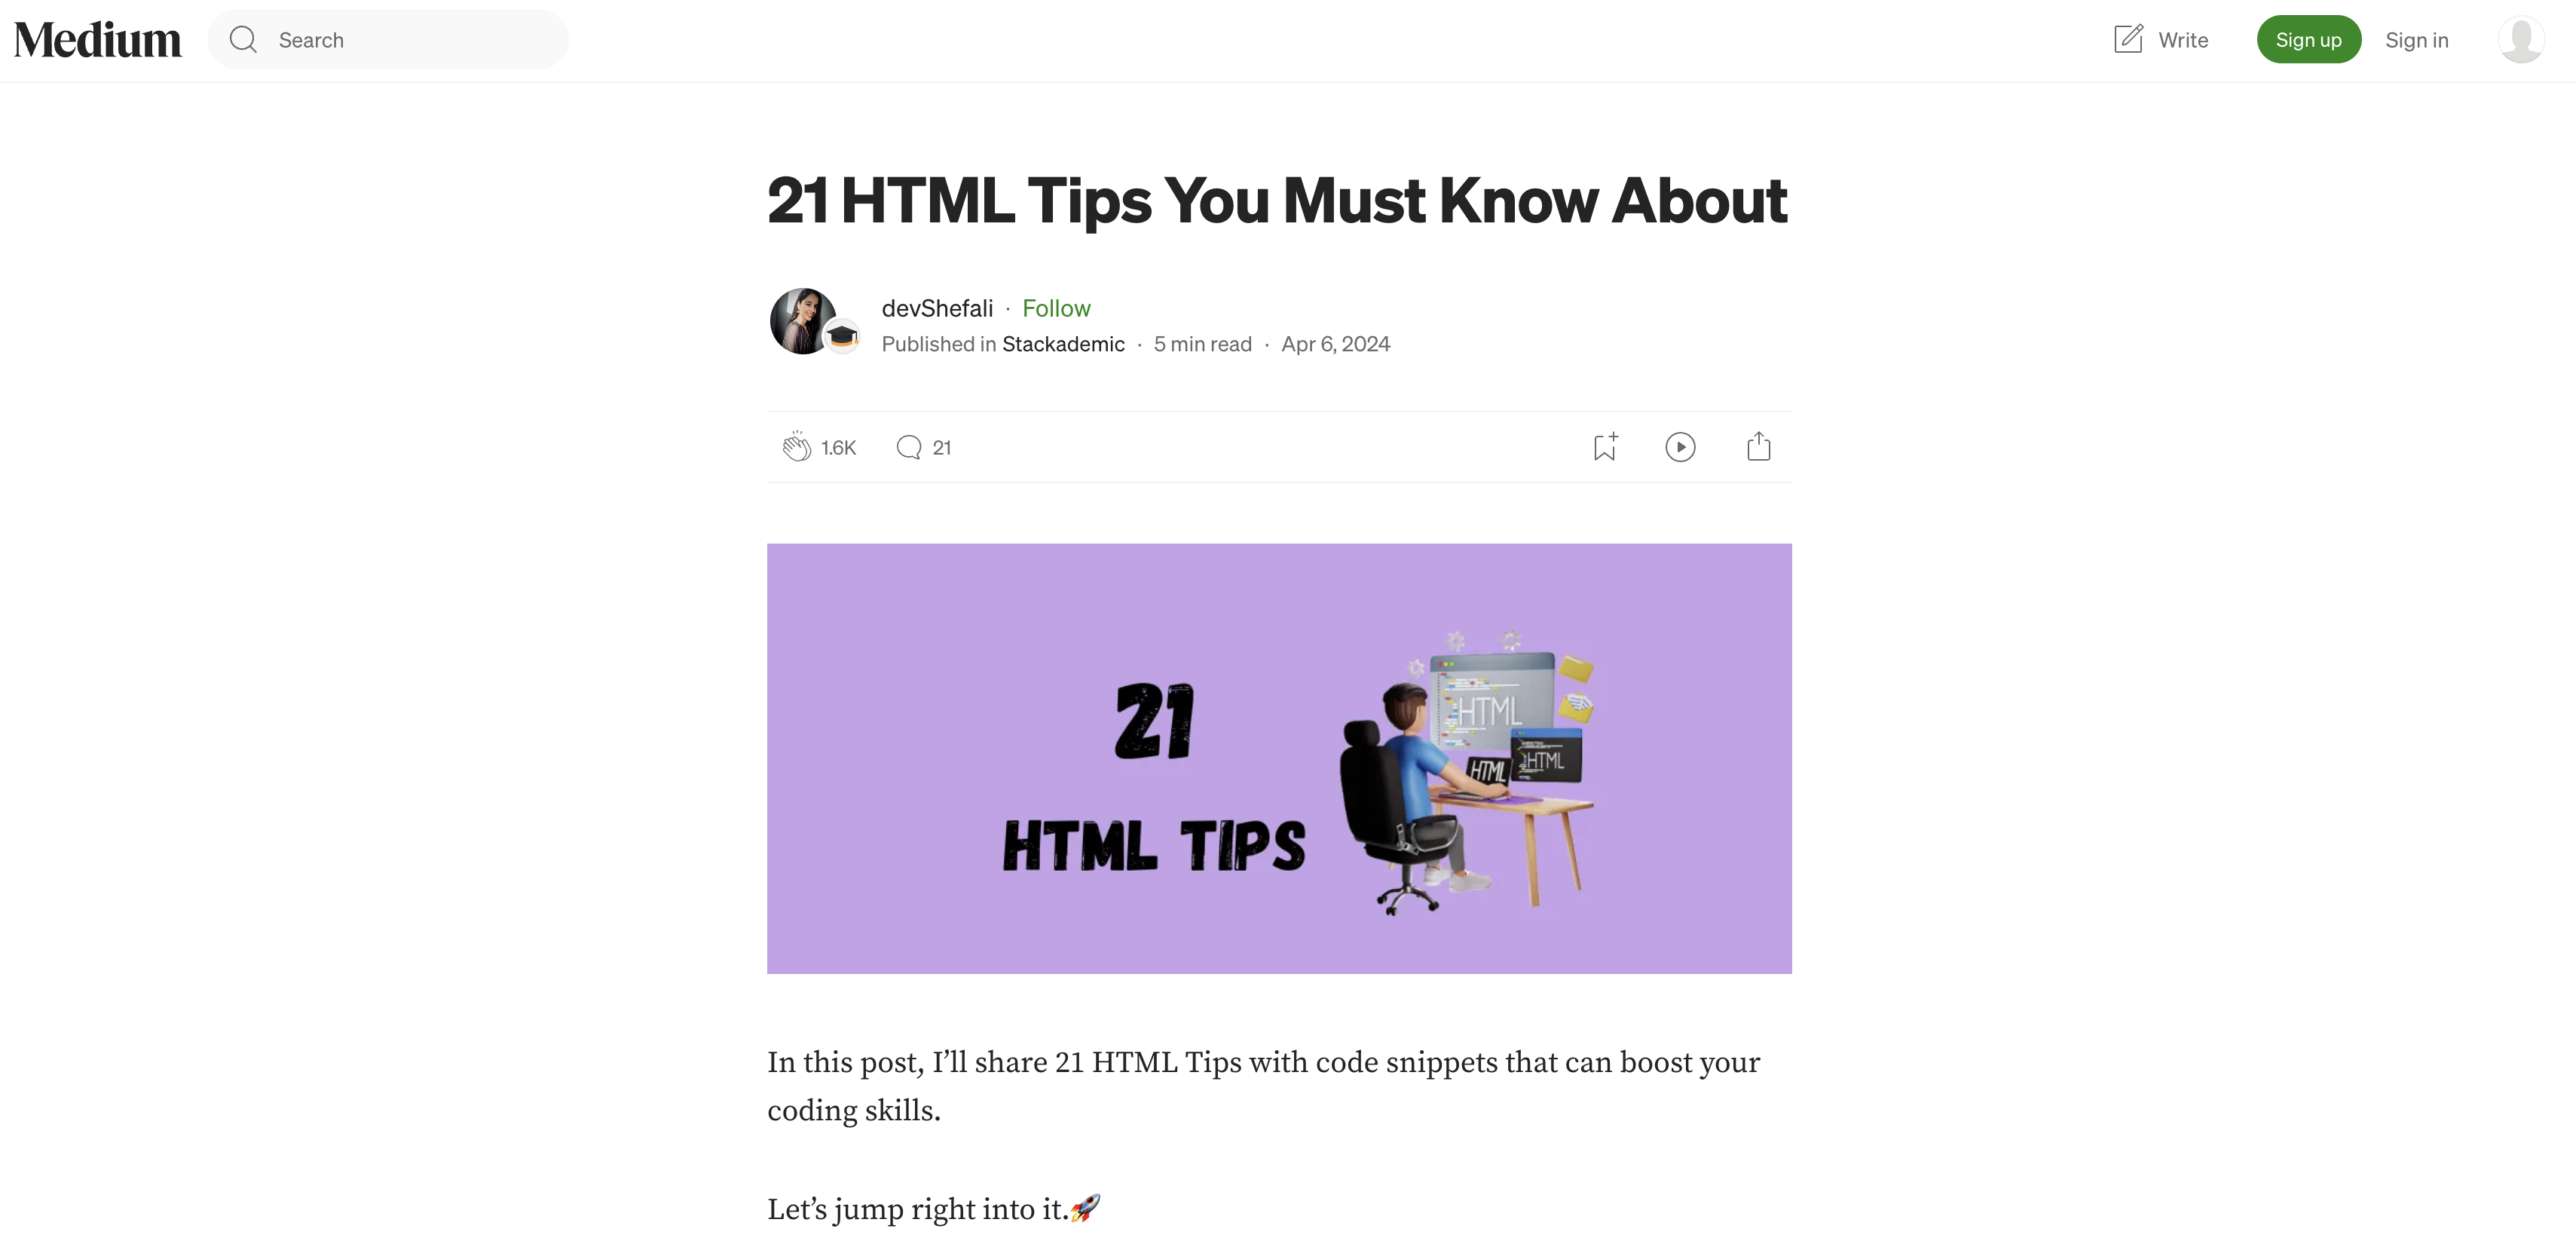 Medium
Search
Write
Sign up
Sign in
21 HTML Tips You Must Know About
devShefali · Follow
Published in Stackademic · 5 min read · Apr 6, 2024
1.6K
21
21
HTML TIPS
HTML
HTML
HTML
In this post, I’ll share 21 HTML Tips with code snippets that can boost your
coding skills.
Let’s jump right into it.🚀